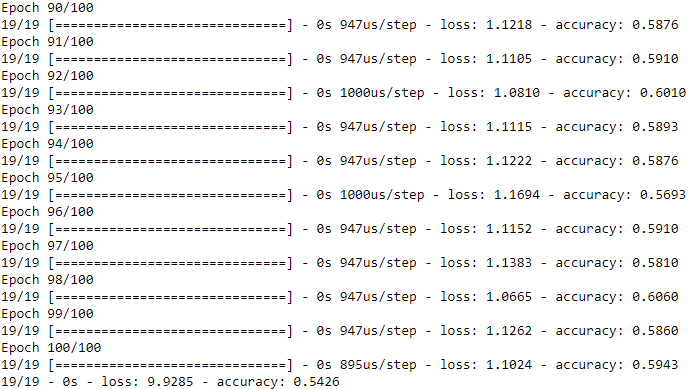 Epoch 90/100
19/19 [==============================] - 0s 947us/step - loss: 1.1218 - accuracy: 0.5876
Epoch 91/100
19/19 [==============================] - 0s 947us/step - loss: 1.1105 - accuracy: 0.5910
Epoch 92/100
19/19 [==============================] - 0s 1000us/step - loss: 1.0810 - accuracy: 0.6010
Epoch 93/100
19/19 [==============================] - 0s 947us/step - loss: 1.1115 - accuracy: 0.5893
Epoch 94/100
19/19 [==============================] - 0s 947us/step - loss: 1.1222 - accuracy: 0.5876
Epoch 95/100
19/19 [==============================] - 0s 1000us/step - loss: 1.1694 - accuracy: 0.5693
Epoch 96/100
19/19 [==============================] - 0s 947us/step - loss: 1.1152 - accuracy: 0.5910
Epoch 97/100
19/19 [==============================] - 0s 947us/step - loss: 1.1383 - accuracy: 0.5810
Epoch 98/100
19/19 [==============================] - 0s 947us/step - loss: 1.0665 - accuracy: 0.6060
Epoch 99/100
19/19 [==============================] - 0s 947us/step - loss: 1.1262 - accuracy: 0.5860
Epoch 100/100
19/19 [==============================] - 0s 895us/step - loss: 1.1024 - accuracy: 0.5943
19/19 - 0s - loss: 9.9285 - accuracy: 0.5426